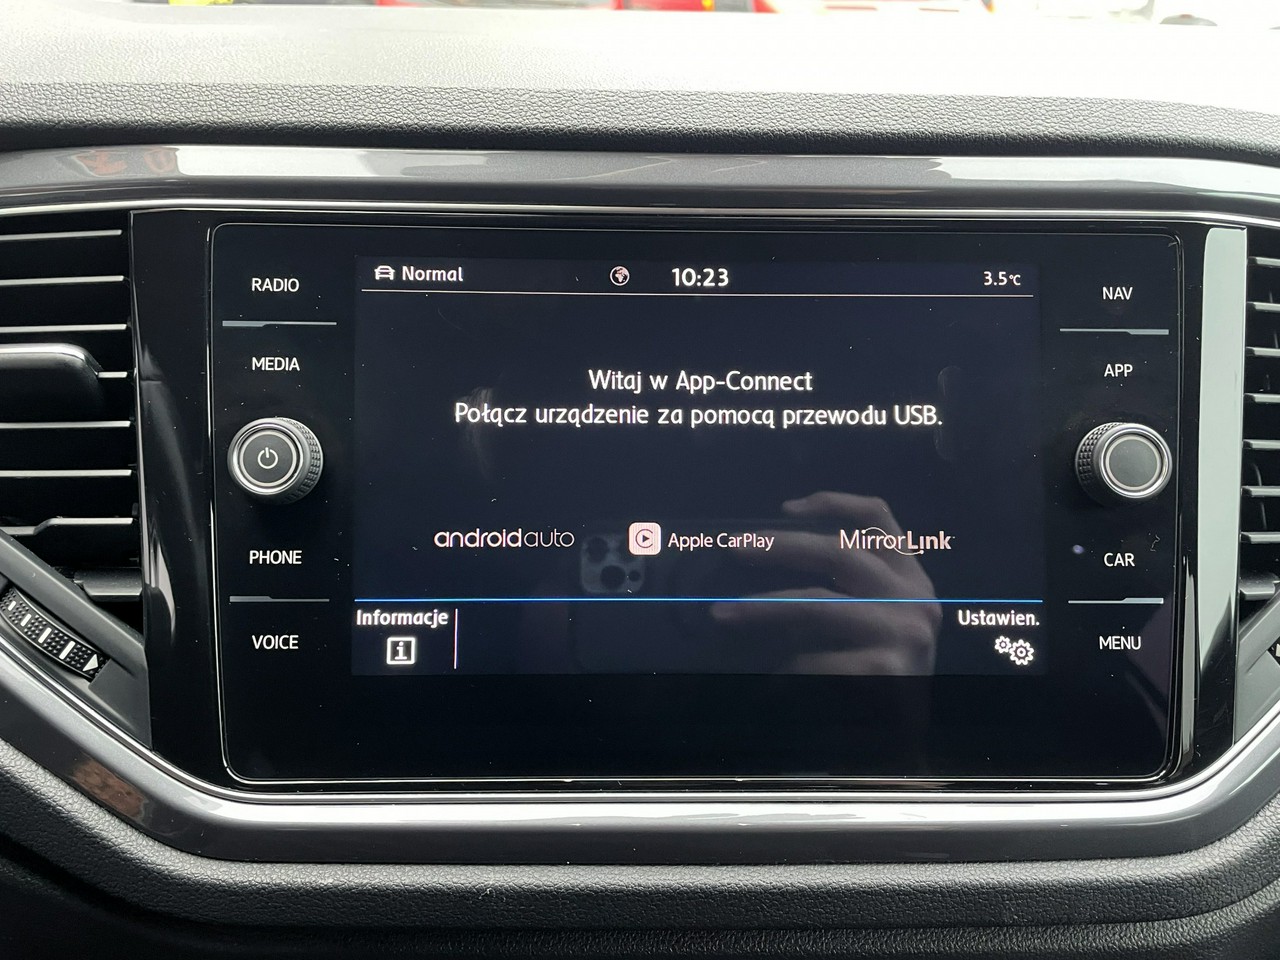 RADIO
MEDIA
PHONE
VOICE
Normal
10:23
3.5°C
Witaj w App-Connect
Połącz urządzenie za pomocą przewodu USB.
androidauto
Apple CarPlay
MirrorLink
Informacje
i
Ustawien.
NAV
APP
CAR
MENU